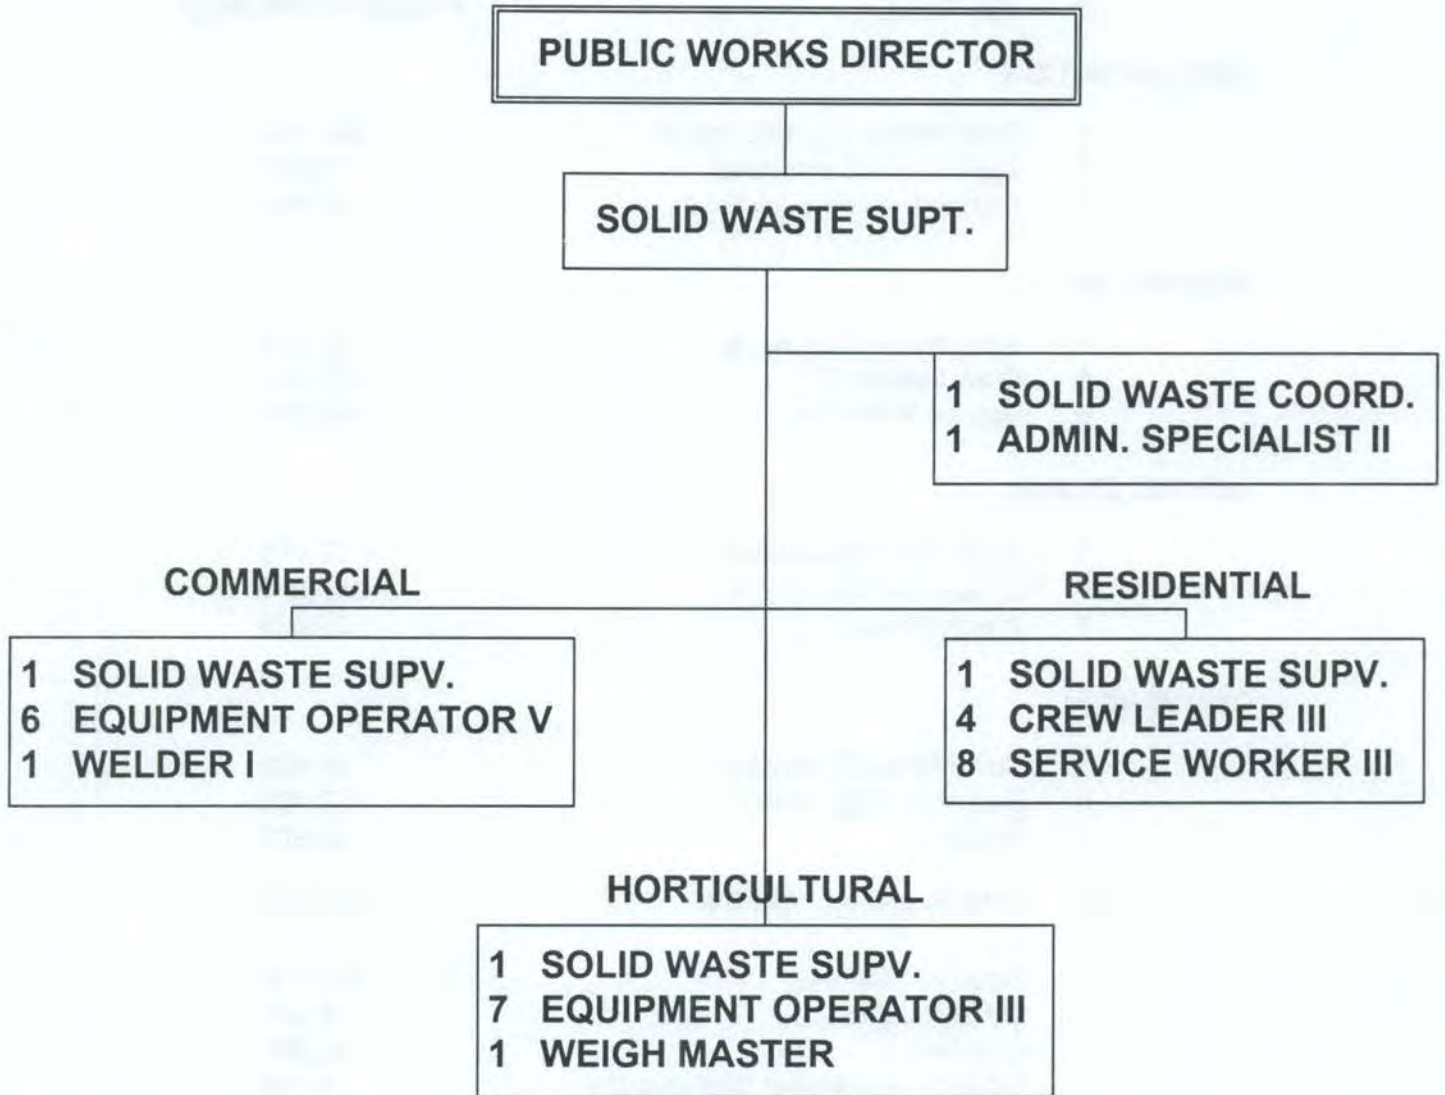 PUBLIC WORKS DIRECTOR
SOLID WASTE SUPT.
1 SOLID WASTE COORD.
1 ADMIN. SPECIALIST II
COMMERCIAL
1 SOLID WASTE SUPV.
6 EQUIPMENT OPERATOR V
1 WELDER I
RESIDENTIAL
1 SOLID WASTE SUPV.
4 CREW LEADER III
8 SERVICE WORKER III
HORTICULTURAL
1 SOLID WASTE SUPV.
7 EQUIPMENT OPERATOR III
1 WEIGH MASTER